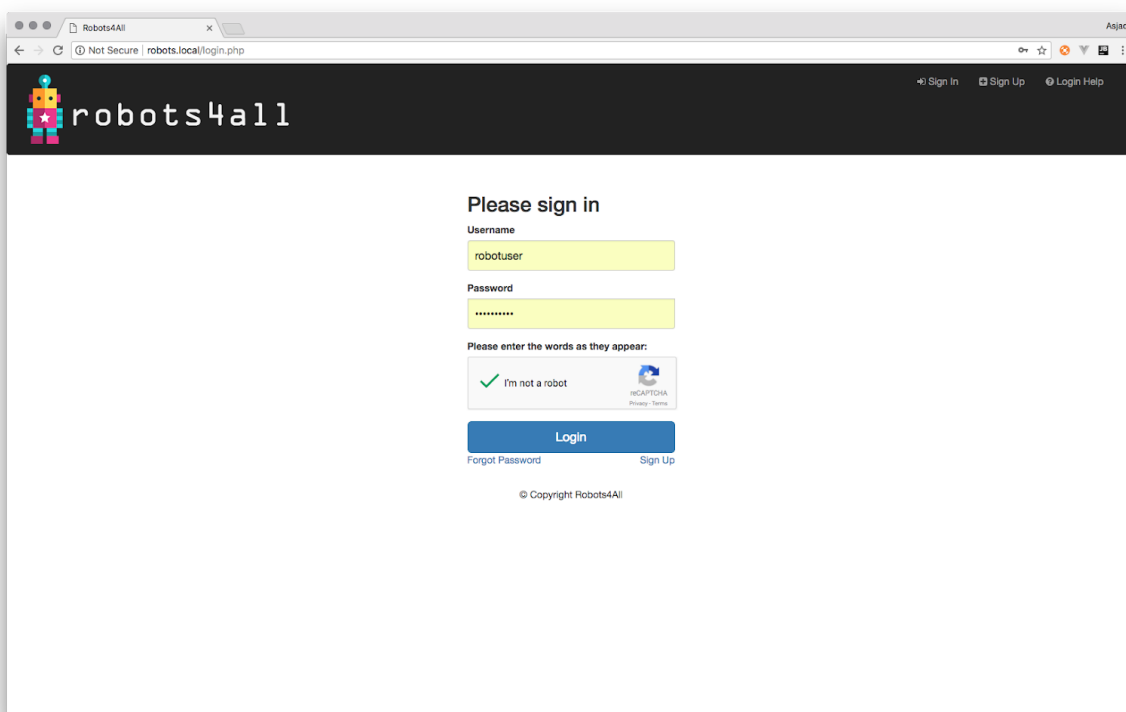 Robots4All
Asjad
Not Secure | robots.local/login.php
Sign In Sign Up Login Help
robots4all
Please sign in
Username
robotuser
Password
••••••••••
Please enter the words as they appear:
I'm not a robot
reCAPTCHA
Privacy - Terms
Login
Forgot Password Sign Up
© Copyright Robots4All